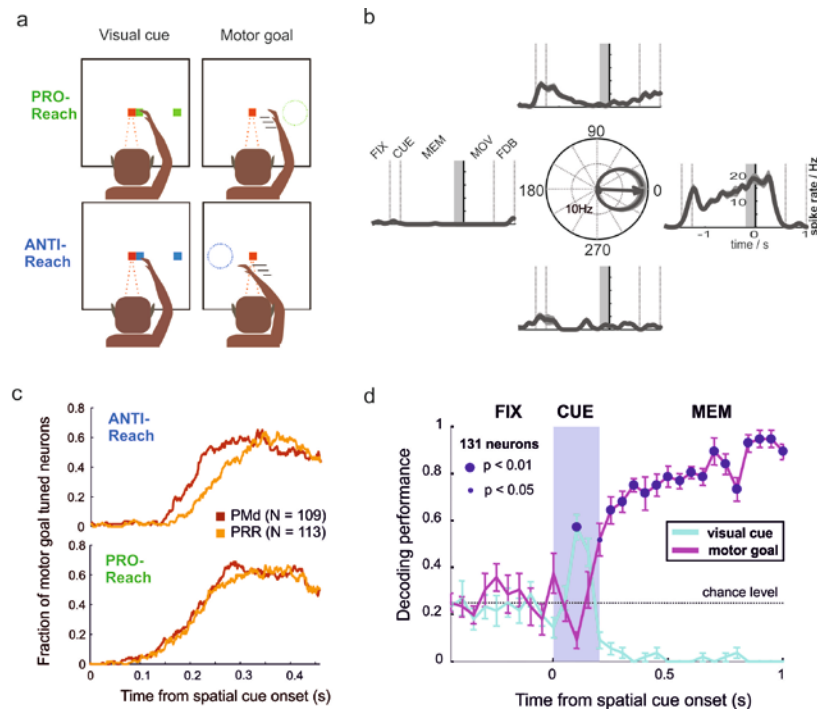 a
Visual cue
Motor goal
PRO-
Reach
ANTI-
Reach
b
FIX
CUE
MEM
MOV
FDB
90
180
0
270
10Hz
20
10
-1
0
1
time / s
spike rate / Hz
c
Fraction of motor goal tuned neurons
0.8
0.6
0.4
0.2
0
ANTI-
Reach
PMd (N = 109)
PRR (N = 113)
0.8
0.6
0.4
0.2
0
PRO-
Reach
0
0.1
0.2
0.3
0.4
Time from spatial cue onset (s)
d
FIX
CUE
MEM
Decoding performance
1
0.8
0.6
0.4
0.2
0
131 neurons
p < 0.01
p < 0.05
visual cue
motor goal
chance level
0
0.5
1
Time from spatial cue onset (s)